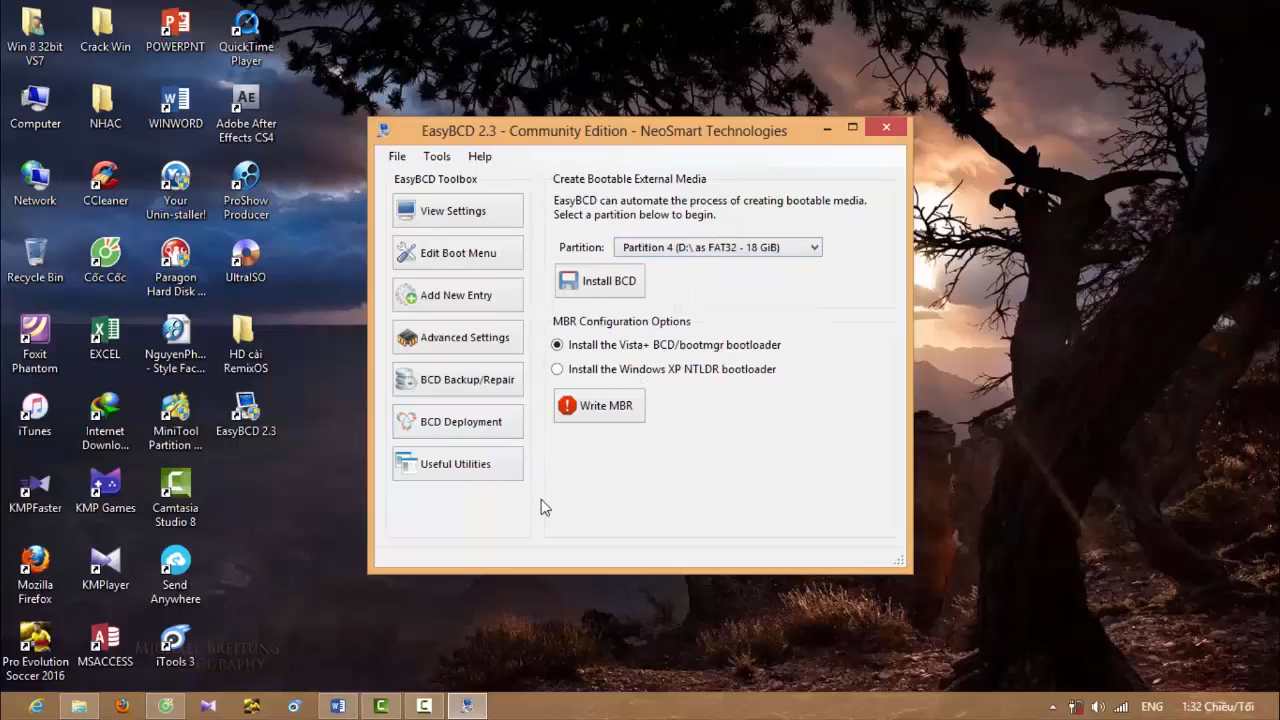 Win 8 32bit
VS7
Crack Win
POWERPNT
QuickTime
Player
Computer
NHAC
WINWORD
Adobe After
Effects CS4
Network
CCleaner
Your
Unin-staller!
ProShow
Producer
Recycle Bin
Cốc Cốc
Paragon
Hard Disk ...
UltraISO
Foxit
Phantom
EXCEL
NguyenPh...
- Style Fac...
HD cài
RemixOS
iTunes
Internet
Downlo...
MiniTool
Partition ...
EasyBCD 2.3
KMPFaster
KMP Games
Camtasia
Studio 8
Mozilla
Firefox
KMPlayer
Send
Anywhere
Pro Evolution
Soccer 2016
MSACCESS
iTools 3
EasyBCD 2.3 - Community Edition - NeoSmart Technologies
File Tools Help
EasyBCD Toolbox
View Settings
Edit Boot Menu
Add New Entry
Advanced Settings
BCD Backup/Repair
BCD Deployment
Useful Utilities
Create Bootable External Media
EasyBCD can automate the process of creating bootable media.
Select a partition below to begin.
Partition: Partition 4 (D:\ as FAT32 - 18 GiB)
Install BCD
MBR Configuration Options
Install the Vista+ BCD/bootmgr bootloader
Install the Windows XP NTLDR bootloader
Write MBR
ENG 1:32 Chiều/Tối